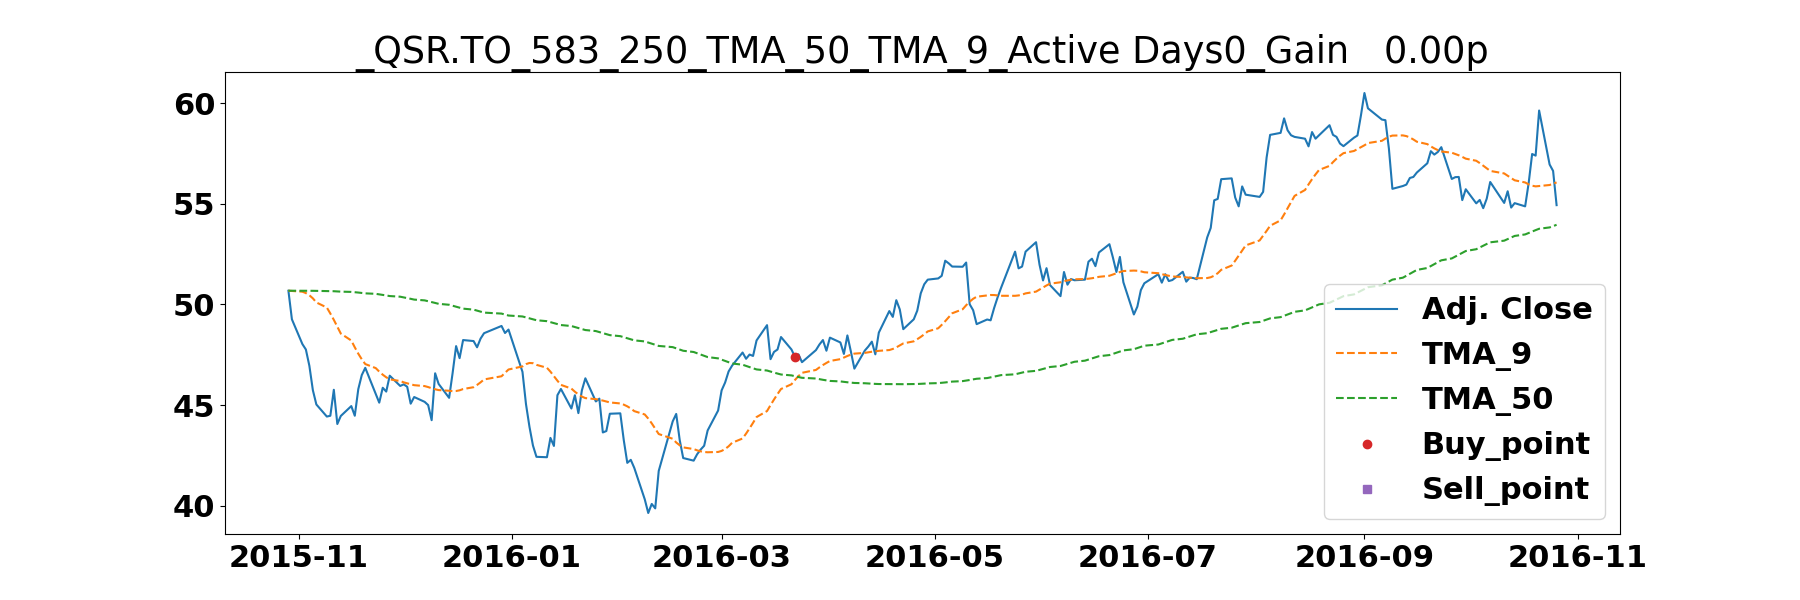 _QSR.TO_583_250_TMA_50_TMA_9_Active Days0_Gain   0.00p
60
55
50
45
40
Adj. Close
TMA_9
TMA_50
Buy_point
Sell_point
2015-11 2016-01 2016-03 2016-05 2016-07 2016-09 2016-11